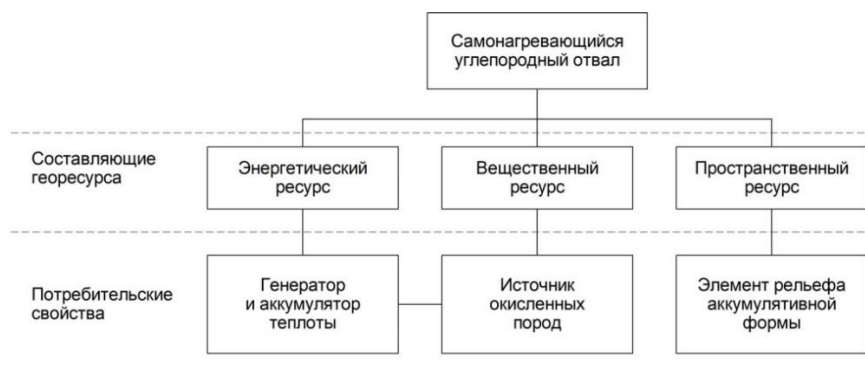 Самонагревающийся
углепородный отвал
Составляющие
георесурса
Энергетический
ресурс
Вещественный
ресурс
Пространственный
ресурс
Потребительские
свойства
Генератор
и аккумулятор
теплоты
Источник
окисленных
пород
Элемент рельефа
аккумулятивной
формы